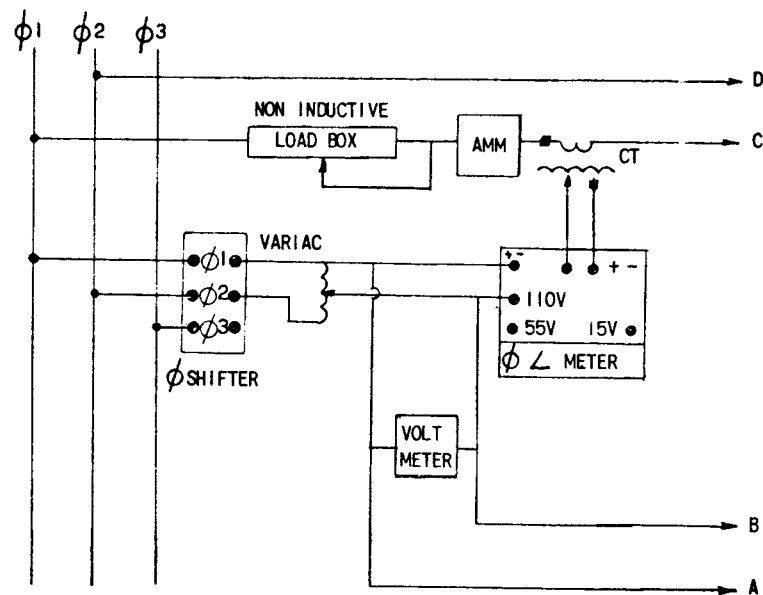 ϕ1 ϕ2 ϕ3
D
NON INDUCTIVE
LOAD BOX
AMM
C
CT
VARIAC
ϕ1
+-
+ -
ϕ2
110V
ϕ3
55V 15V
ϕ ∠ METER
ϕ SHIFTER
VOLT
METER
B
A